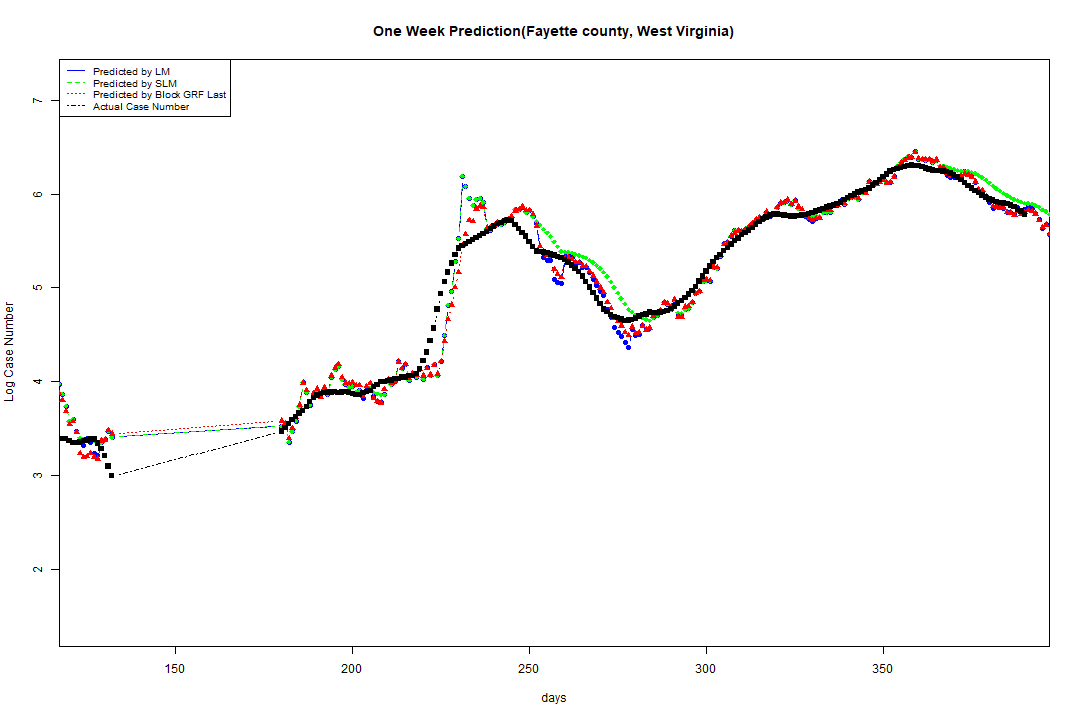 One Week Prediction(Fayette county, West Virginia)
Predicted by LM
Predicted by SLM
Predicted by Block GRF Last
Actual Case Number
7
6
5
4
3
2
Log Case Number
150 200 250 300 350
days